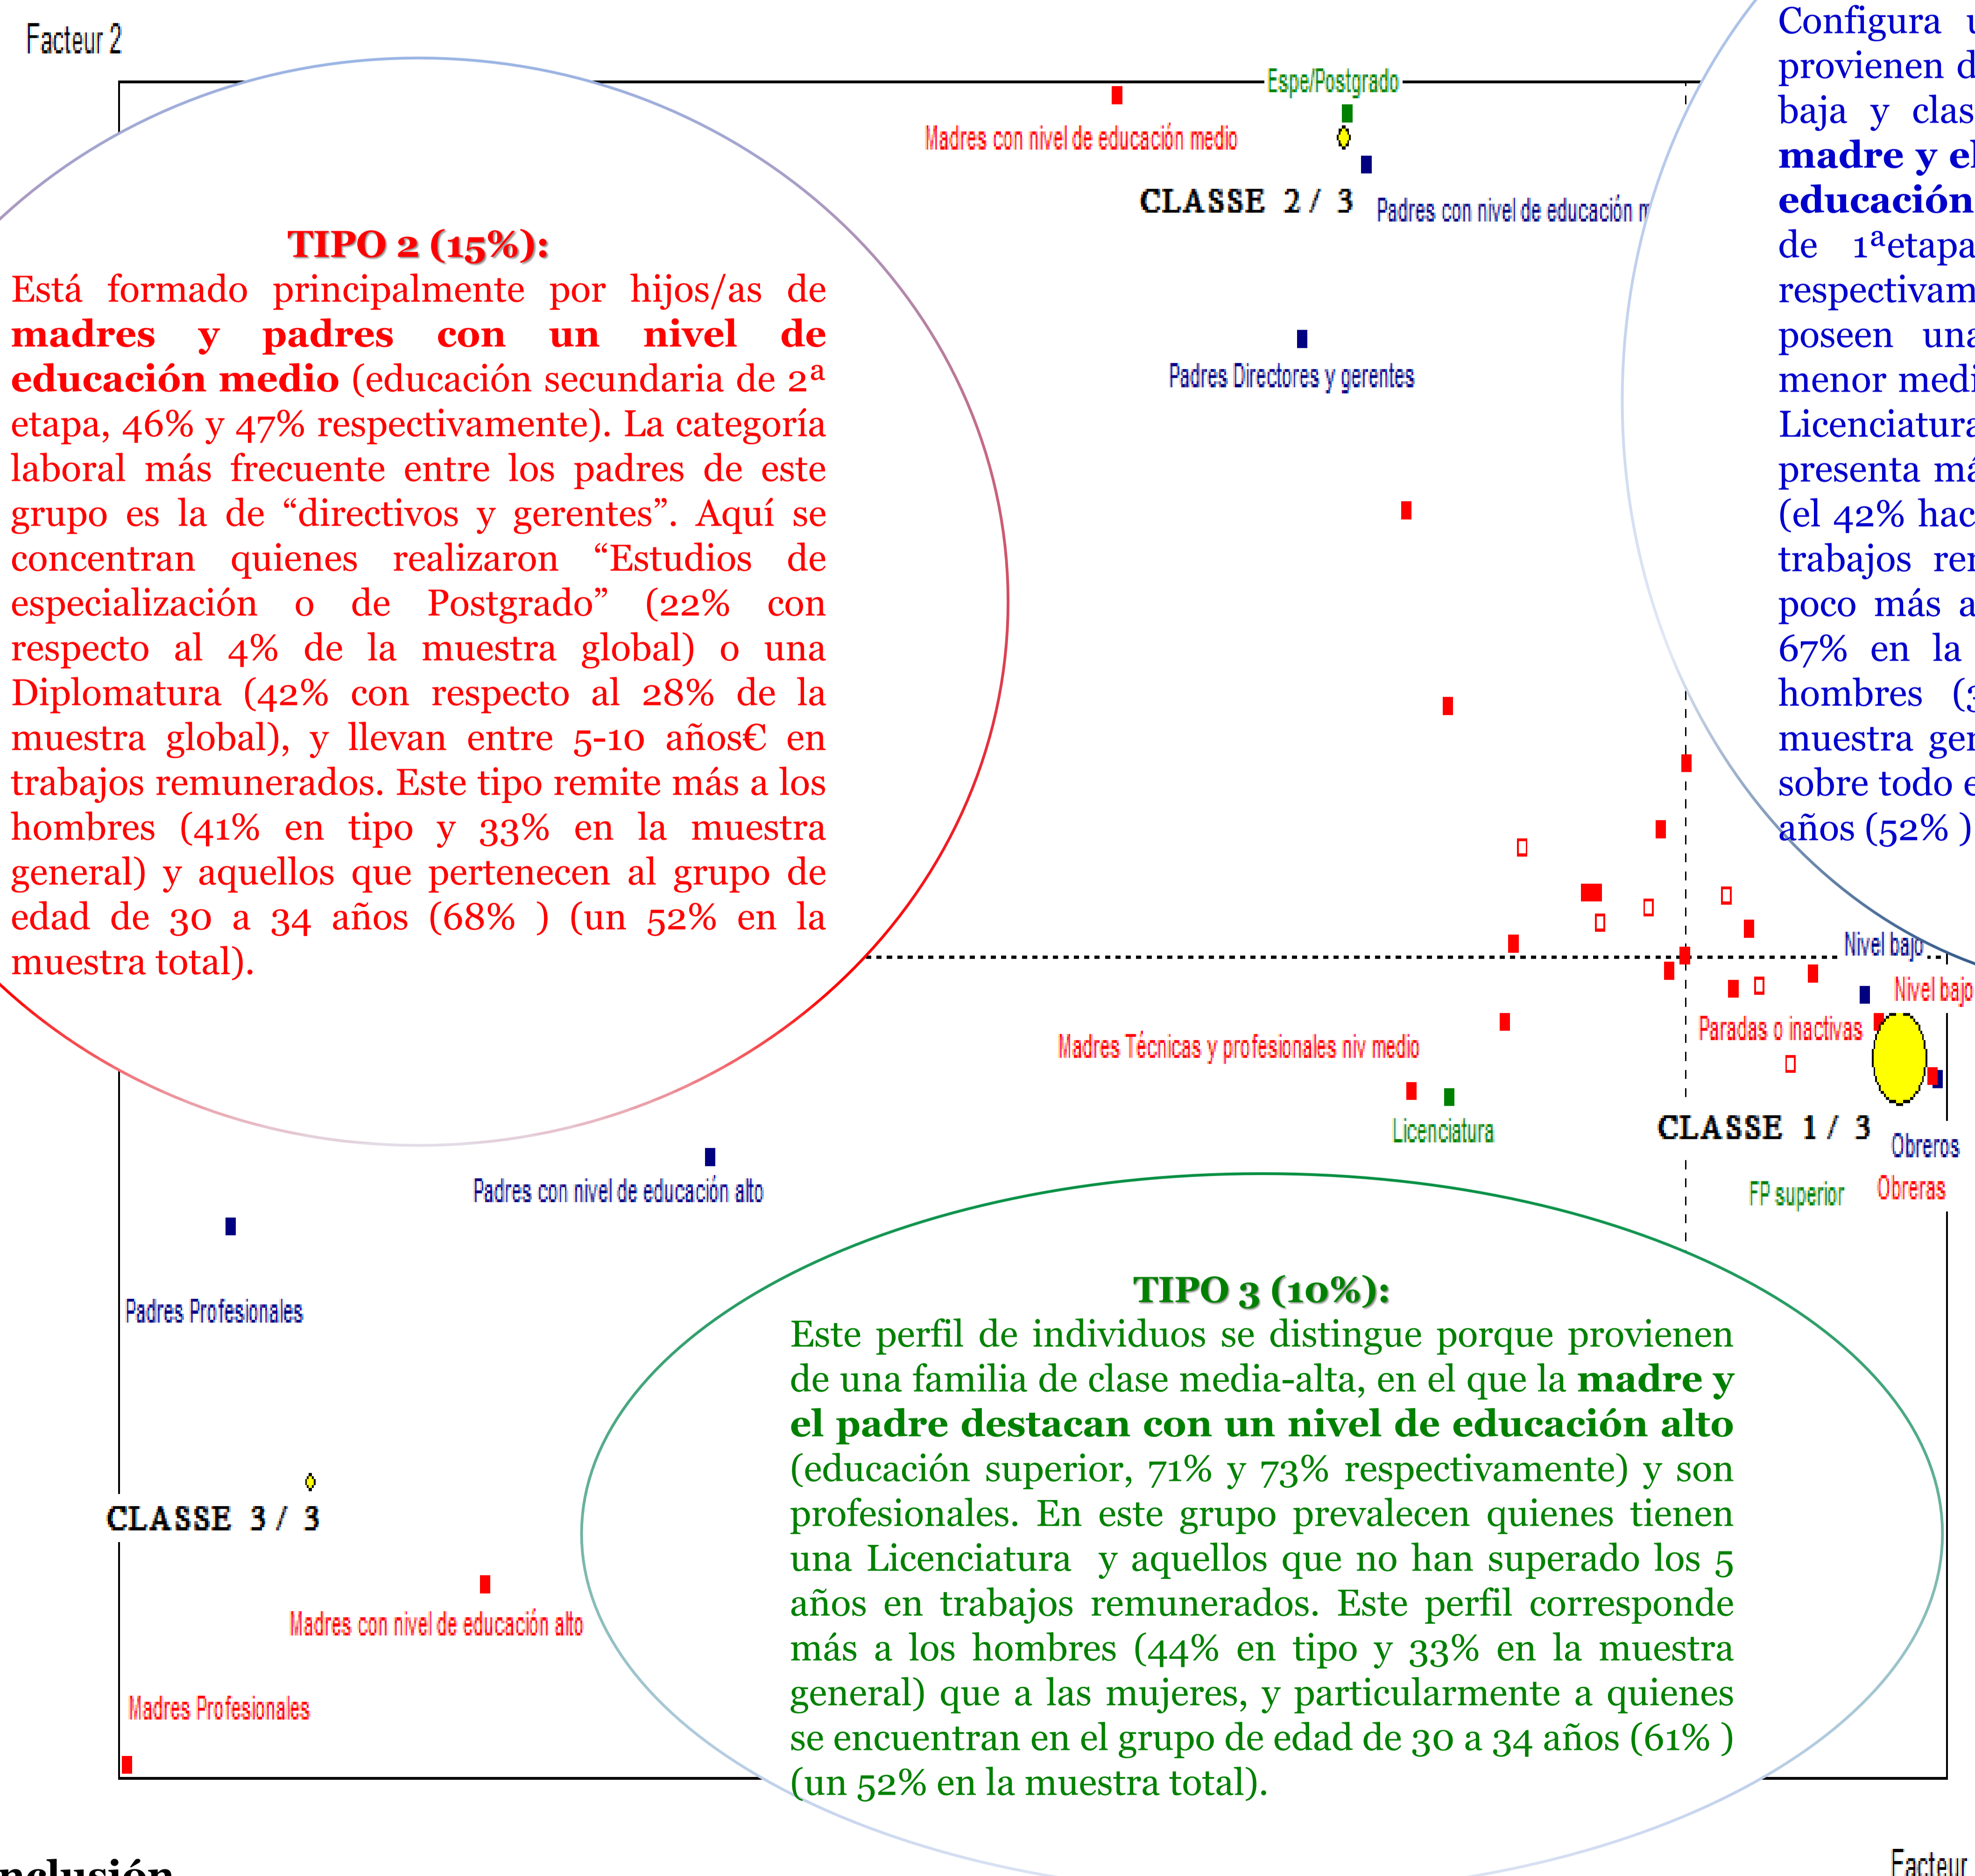 Facteur 2
Espe/Postgrado
Madres con nivel de educación medio
CLASSE 2 / 3
Padres con nivel de educación
Padres Directores y gerentes
TIPO 2 (15%):
Está formado principalmente por hijos/as de
madres y padres con un nivel de
educación medio (educación secundaria de 2ª
etapa, 46% y 47% respectivamente). La categoría
laboral más frecuente entre los padres de este
grupo es la de “directivos y gerentes”. Aquí se
concentran quienes realizaron “Estudios de
especialización o de Postgrado” (22% con
respecto al 4% de la muestra global) o una
Diplomatura (42% con respecto al 28% de la
muestra global), y llevan entre 5-10 años€ en
trabajos remunerados. Este tipo remite más a los
hombres (41% en tipo y 33% en la muestra
general) y aquellos que pertenecen al grupo de
edad de 30 a 34 años (68% ) (un 52% en la
muestra total).
Configura
provienen
baja y
madre y
educación
de 1ªetapa
poseen
menor
Licenciatura
presenta
(el 42%
trabajos
poco más
67% en la
hombres
muestra
sobre todo
años (52% )
Nivel bajo
Nivel bajo
Paradas o inactivas
Madres Técnicas y profesionales niv medio
Licenciatura
CLASSE 1 / 3
Obreros
FP superior
Obreras
Padres con nivel de educación alto
Padres Profesionales
CLASSE 3 / 3
Madres con nivel de educación alto
Madres Profesionales
TIPO 3 (10%):
Este perfil de individuos se distingue porque provienen
de una familia de clase media-alta, en el que la madre y
el padre destacan con un nivel de educación alto
(educación superior, 71% y 73% respectivamente) y son
profesionales. En este grupo prevalecen quienes tienen
una Licenciatura y aquellos que no han superado los 5
años en trabajos remunerados. Este perfil corresponde
más a los hombres (44% en tipo y 33% en la muestra
general) que a las mujeres, y particularmente a quienes
se encuentran en el grupo de edad de 30 a 34 años (61% )
(un 52% en la muestra total).
Facteur